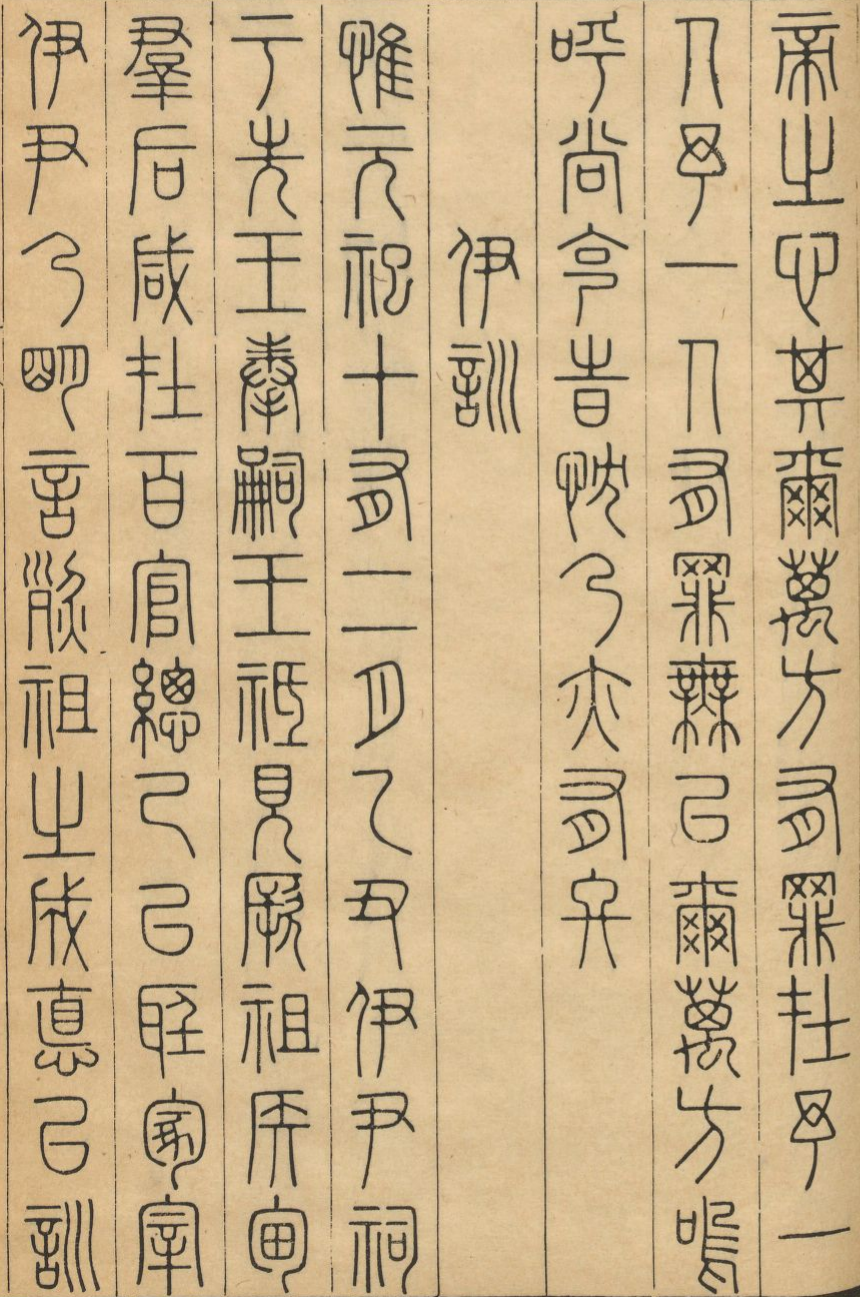 帝之心其爾萬方有罪在予一
人予一人有罪無以爾萬方嗚
呼尚克旹忱乃亦有終
伊訓
惟元祀十有二月乙丑伊尹祠
于先王奉嗣王祗見厥祖侯甸
羣后咸在百官總己以聽冢宰
伊尹乃明言烈祖之成悳以訓